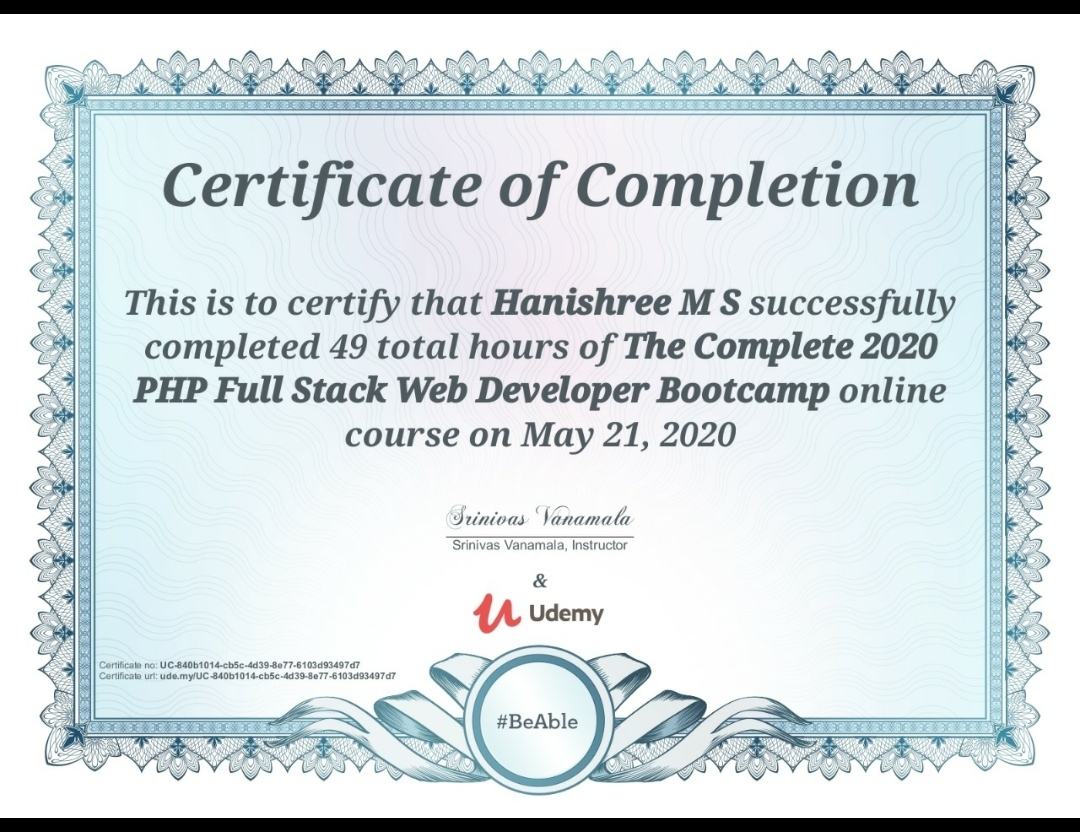 Certificate of Completion
This is to certify that Hanishree M S successfully
completed 49 total hours of The Complete 2020
PHP Full Stack Web Developer Bootcamp online
course on May 21, 2020
Srinivas Vanamala
Srinivas Vanamala, Instructor
&
Udemy
Certificate no: UC-840b1014-cb5c-4d39-8e77-6103d93497d7
Certificate url: ude.my/UC-840b1014-cb5c-4d39-8e77-6103d93497d7
#BeAble